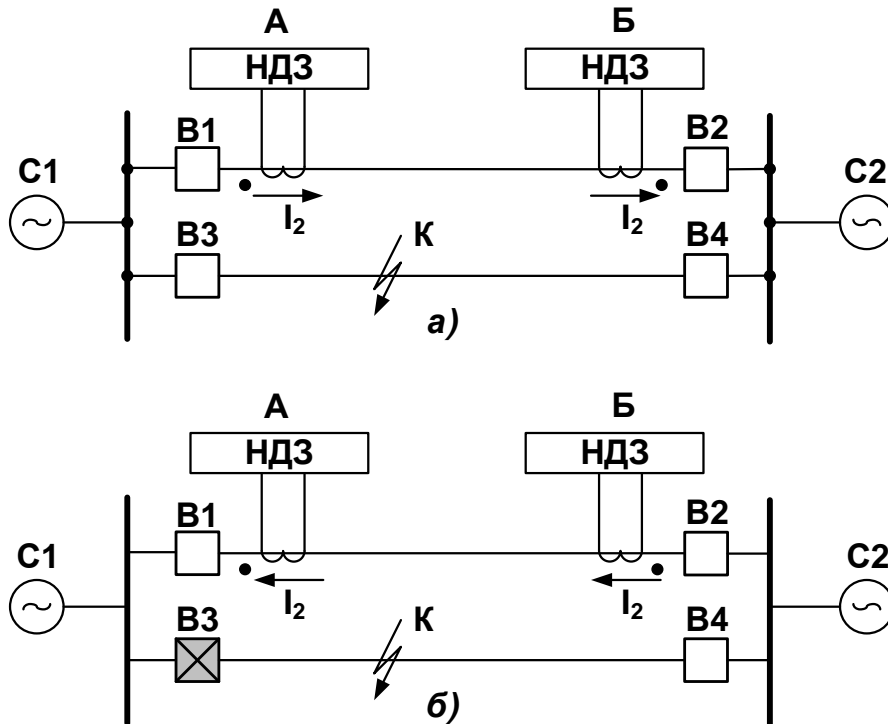 А Б
НДЗ НДЗ
В1 В2
С1 С2
I₂ I₂
В3 К В4
а)
А Б
НДЗ НДЗ
В1 В2
С1 С2
I₂ I₂
В3 К В4
б)